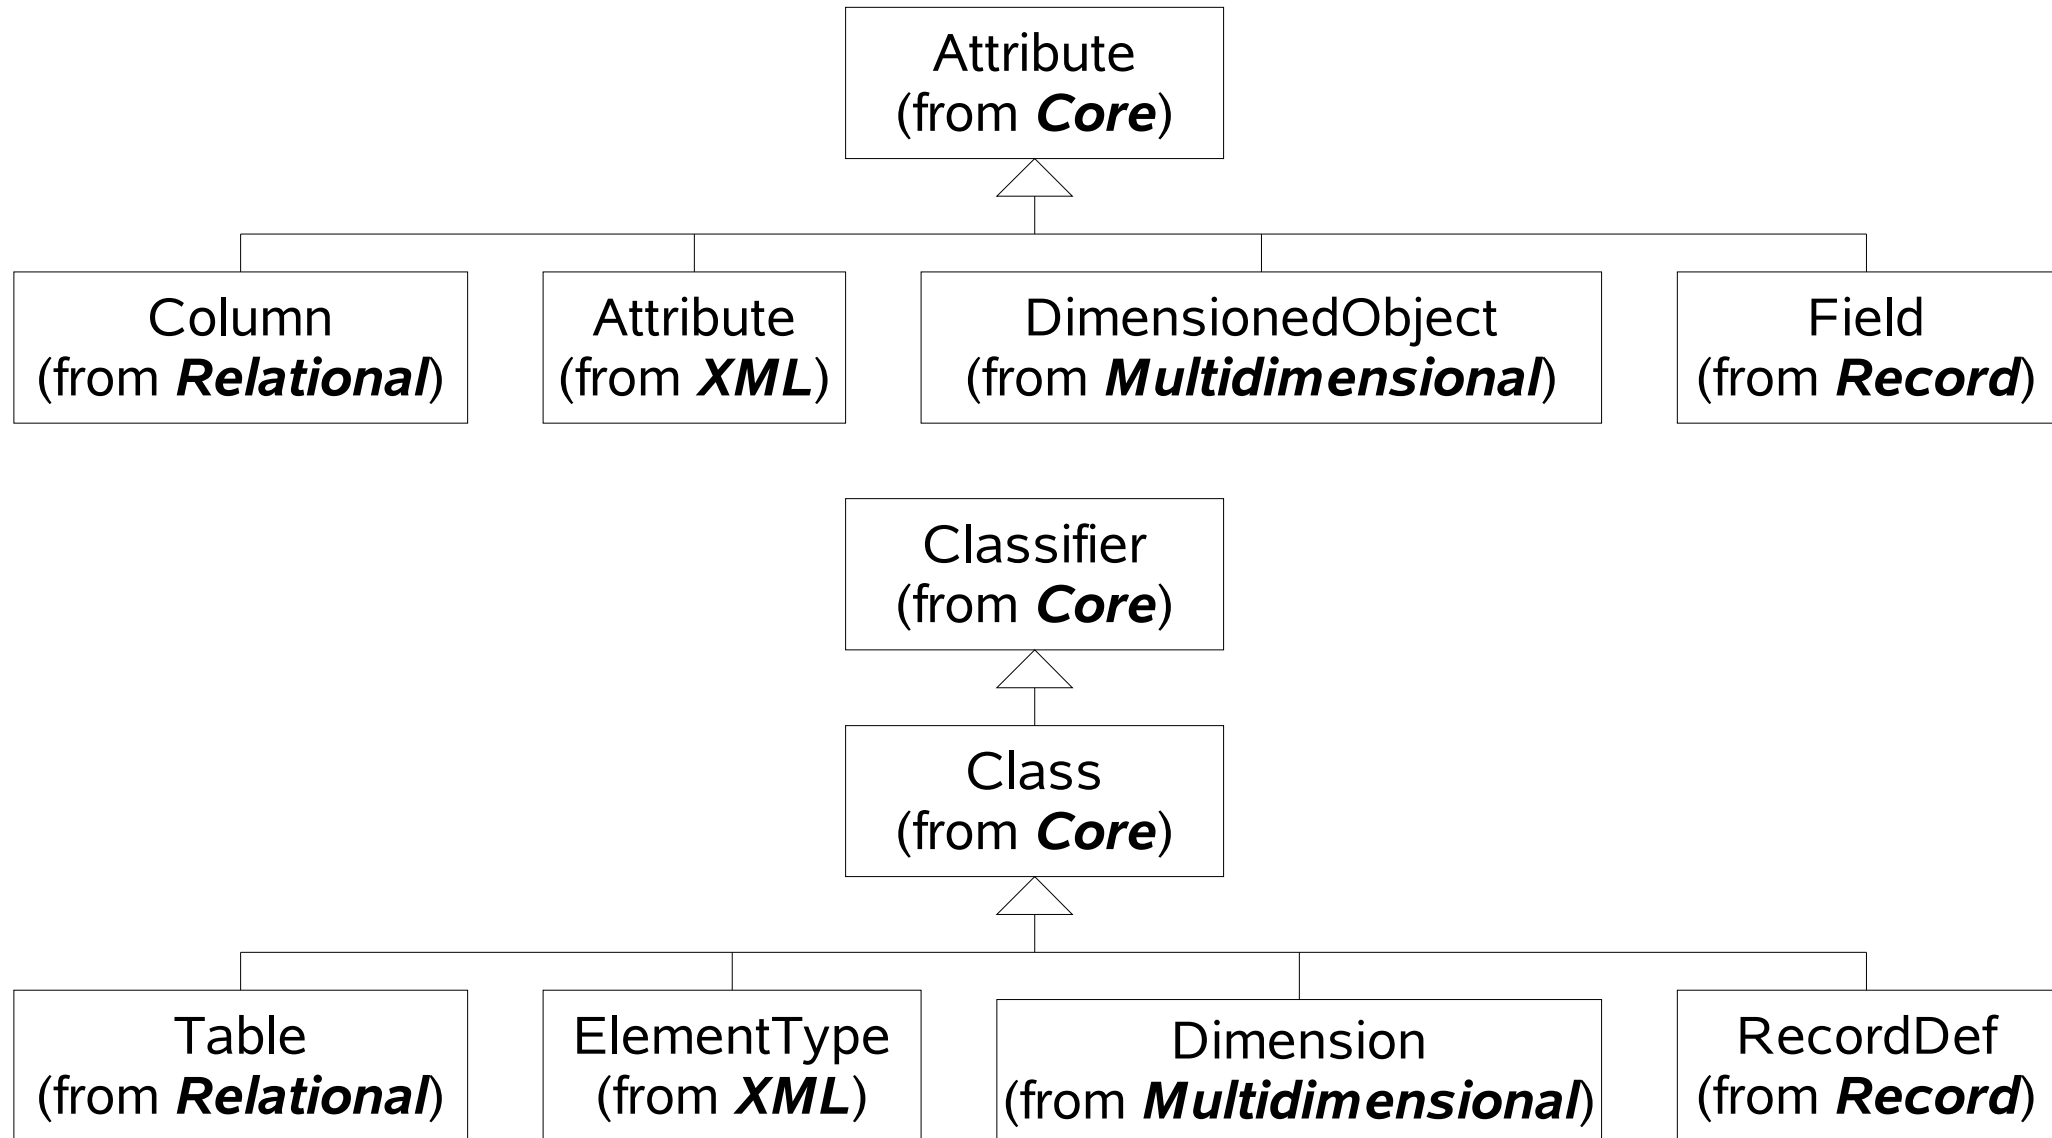 Attribute
(from Core)
Column
(from Relational)
Attribute
(from XML)
DimensionedObject
(from Multidimensional)
Field
(from Record)
Classifier
(from Core)
Class
(from Core)
Table
(from Relational)
ElementType
(from XML)
Dimension
(from Multidimensional)
RecordDef
(from Record)